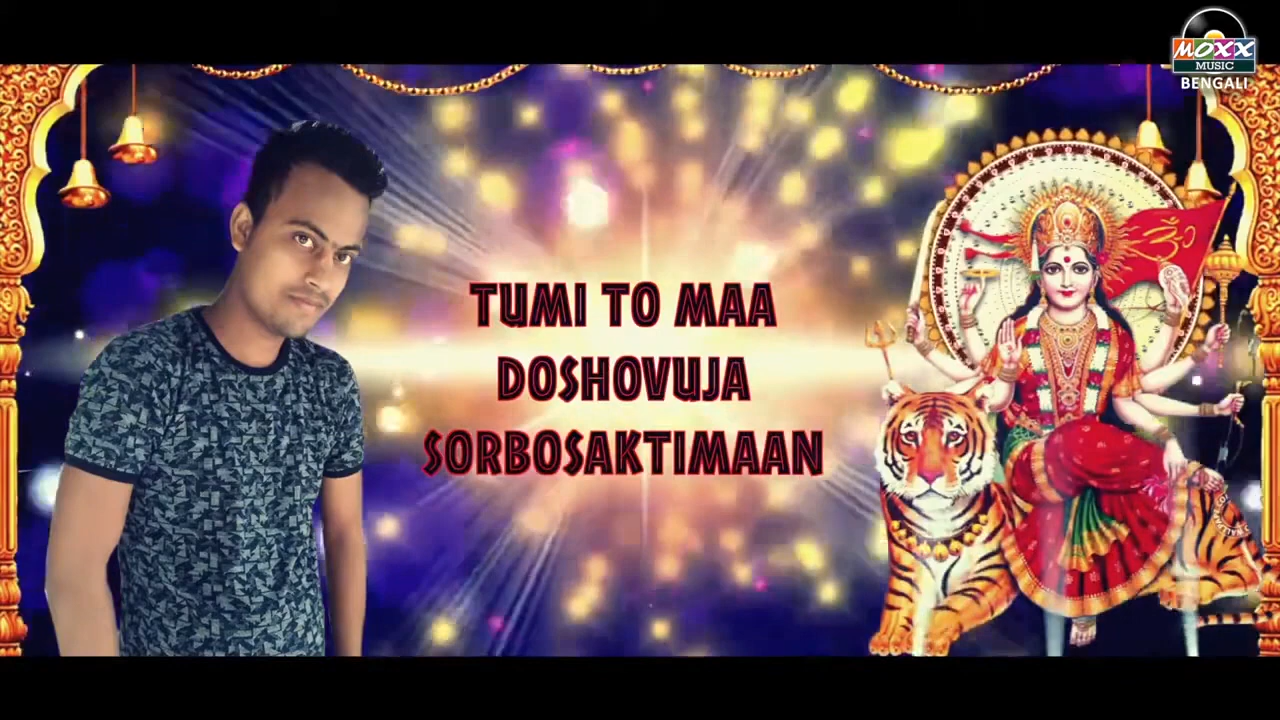 MOXX
MUSIC
BENGALI
TUMI TO MAA
DOSHOVUJA
SORBOSAKTIMAAN
ॐ